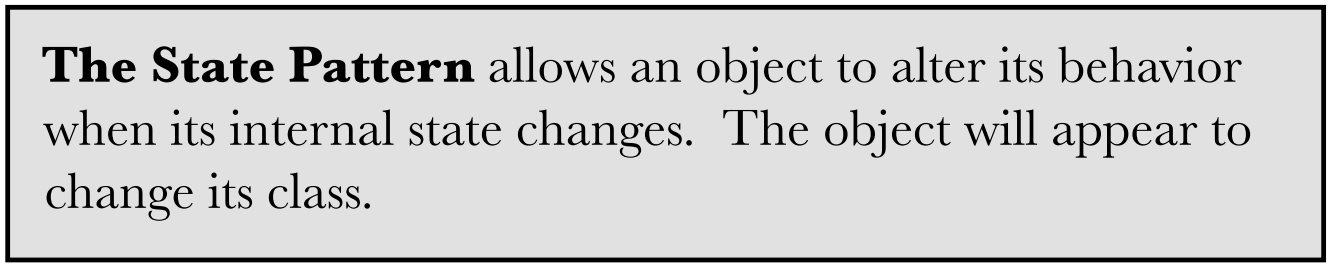 The State Pattern allows an object to alter its behavior
when its internal state changes.  The object will appear to
change its class.